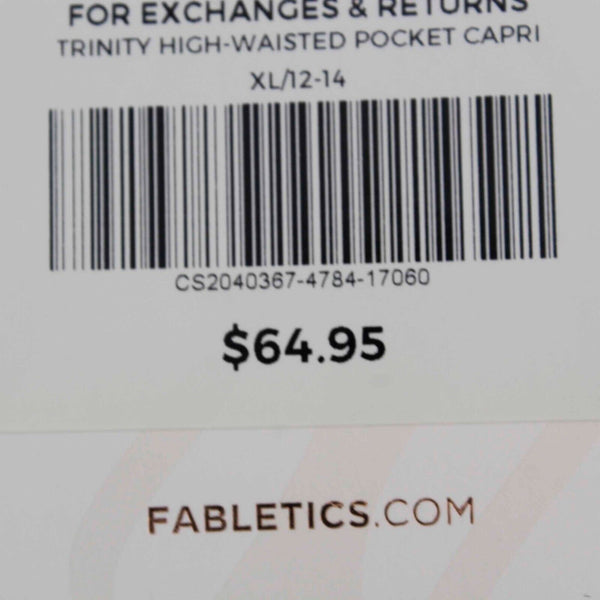 FOR EXCHANGES & RETURNS
TRINITY HIGH-WAISTED POCKET CAPRI
XL/12-14
CS2040367-4784-17060
$64.95
FABLETICS.COM